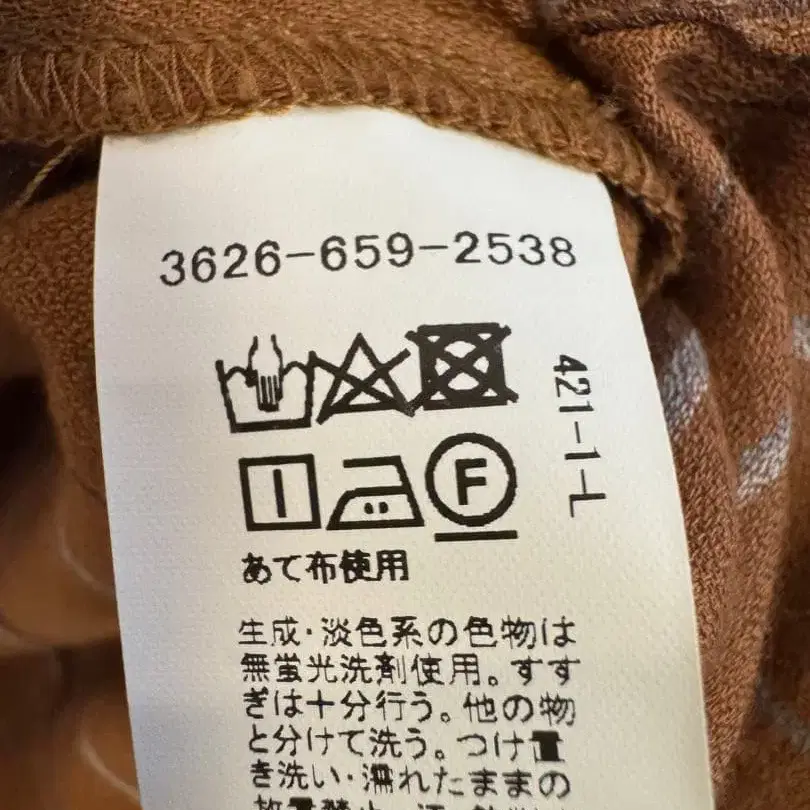 3626-659-2538
421-1-L
F
あて布使用
生成・淡色系の色物は
無蛍光洗剤使用。すす
ぎは十分行う。他の物
と分けて洗う。つけ置
き洗い・濡れたままの